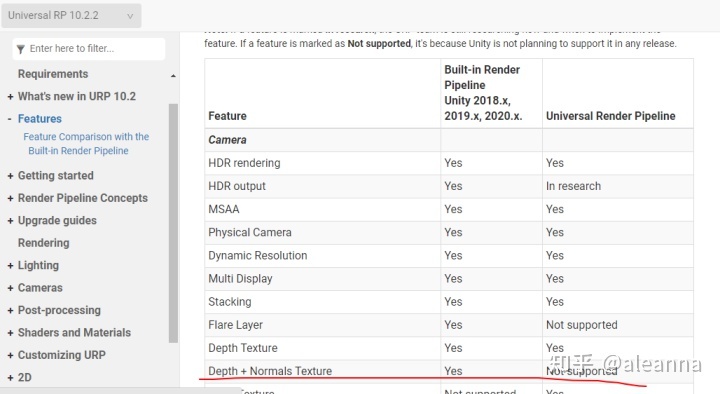 Universal RP 10.2.2
Enter here to filter...
Requirements
+ What's new in URP 10.2
- Features
Feature Comparison with the
Built-in Render Pipeline
+ Getting started
+ Render Pipeline Concepts
+ Upgrade guides
Rendering
+ Lighting
+ Cameras
+ Post-processing
+ Shaders and Materials
+ Customizing URP
+ 2D
feature. If a feature is marked as Not supported, it's because Unity is not planning to support it in any release.
Built-in Render
Pipeline
Unity 2018.x,
Feature 2019.x, 2020.x. Universal Render Pipeline
Camera
HDR rendering Yes Yes
HDR output Yes In research
MSAA Yes Yes
Physical Camera Yes Yes
Dynamic Resolution Yes Yes
Multi Display Yes Yes
Stacking Yes Yes
Flare Layer Yes Not supported
Depth Texture Yes Yes
Depth + Normals Texture Yes Not supported
Texture Not supported Yes
知乎 @aleanna